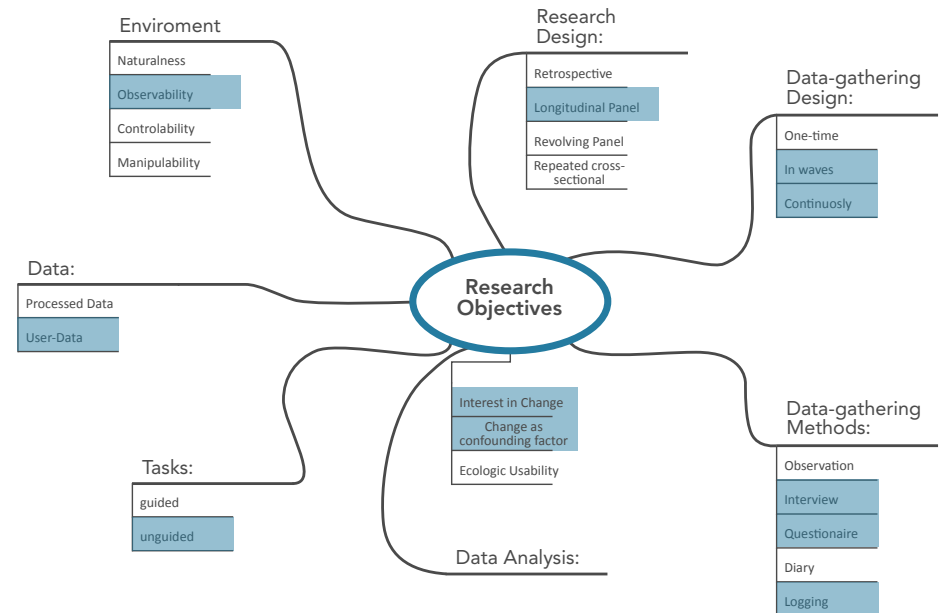 Enviroment
Naturalness
Observability
Controlability
Manipulability
Research
Design:
Retrospective
Longitudinal Panel
Revolving Panel
Repeated cross-
sectional
Data-gathering
Design:
One-time
In waves
Continuosly
Data:
Processed Data
User-Data
Research
Objectives
Interest in Change
Change as
confounding factor
Ecologic Usability
Tasks:
guided
unguided
Data Analysis:
Data-gathering
Methods:
Observation
Interview
Questionaire
Diary
Logging